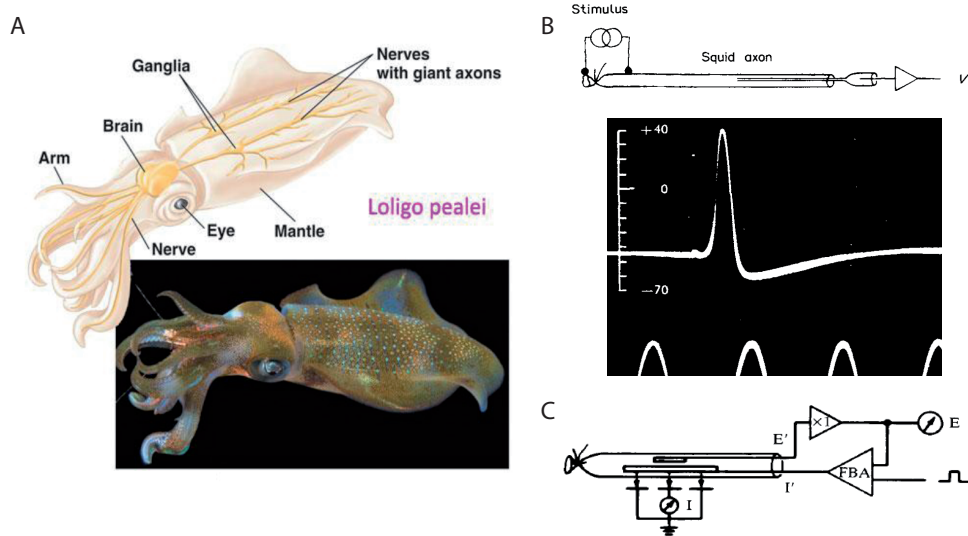 A
Ganglia
Nerves
with giant axons
Brain
Arm
Eye
Nerve
Mantle
Loligo pealei
B
Stimulus
Squid axon
V
+40
0
−70
C
×1
E
E'
I'
FBA
I